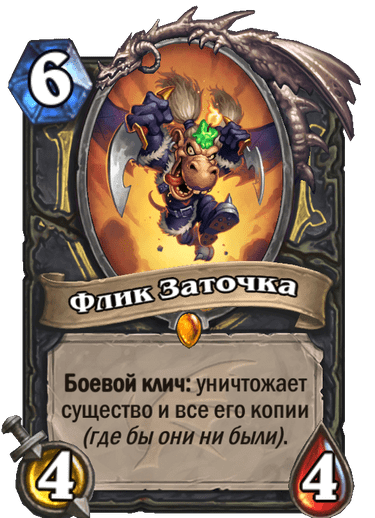 6
Флик Заточка
Боевой клич: уничтожает
существо и все его копии
(где бы они ни были).
4
4